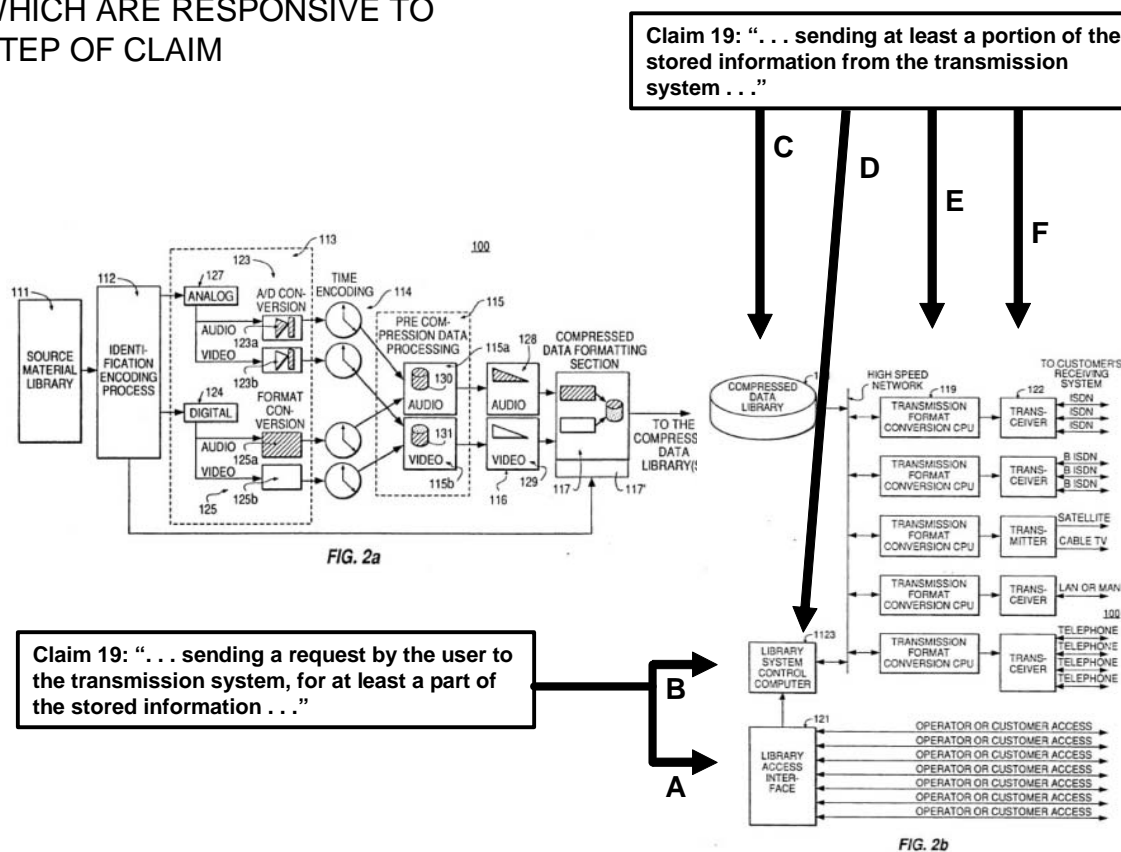 WHICH ARE RESPONSIVE TO
STEP OF CLAIM
Claim 19: “. . . sending at least a portion of the
stored information from the transmission
system . . .”
C
D
E
F
100
111
SOURCE
MATERIAL
LIBRARY
112
IDENTI-
FICATION
ENCODING
PROCESS
113
127
ANALOG
123
A/D CON-
VERSION
AUDIO
123a
VIDEO
123b
124
DIGITAL
FORMAT
CON-
VERSION
AUDIO
125a
VIDEO
125b
125
TIME
ENCODING
114
115
PRE COM-
PRESSION DATA
PROCESSING
115a
130
AUDIO
131
VIDEO
115b
128
AUDIO
VIDEO
129
116
COMPRESSED
DATA FORMATTING
SECTION
117
117'
TO THE
COMPRESS
DATA
LIBRARY(S
FIG. 2a
COMPRESSED
DATA
LIBRARY
HIGH SPEED
NETWORK
119
TRANSMISSION
FORMAT
CONVERSION CPU
122
TRANS-
CEIVER
TO CUSTOMER'S
RECEIVING
SYSTEM
ISDN
ISDN
ISDN
TRANSMISSION
FORMAT
CONVERSION CPU
TRANS-
CEIVER
B ISDN
B ISDN
B ISDN
TRANSMISSION
FORMAT
CONVERSION CPU
TRANS-
MITTER
SATELLITE
CABLE TV
TRANSMISSION
FORMAT
CONVERSION CPU
TRANS-
CEIVER
LAN OR MAN
100
TRANSMISSION
FORMAT
CONVERSION CPU
TRANS-
CEIVER
TELEPHONE
TELEPHONE
TELEPHONE
TELEPHONE
1123
LIBRARY
SYSTEM
CONTROL
COMPUTER
121
LIBRARY
ACCESS
INTER-
FACE
OPERATOR OR CUSTOMER ACCESS
OPERATOR OR CUSTOMER ACCESS
OPERATOR OR CUSTOMER ACCESS
OPERATOR OR CUSTOMER ACCESS
OPERATOR OR CUSTOMER ACCESS
OPERATOR OR CUSTOMER ACCESS
OPERATOR OR CUSTOMER ACCESS
FIG. 2b
Claim 19: “. . . sending a request by the user to
the transmission system, for at least a part of
the stored information . . .”
B
A